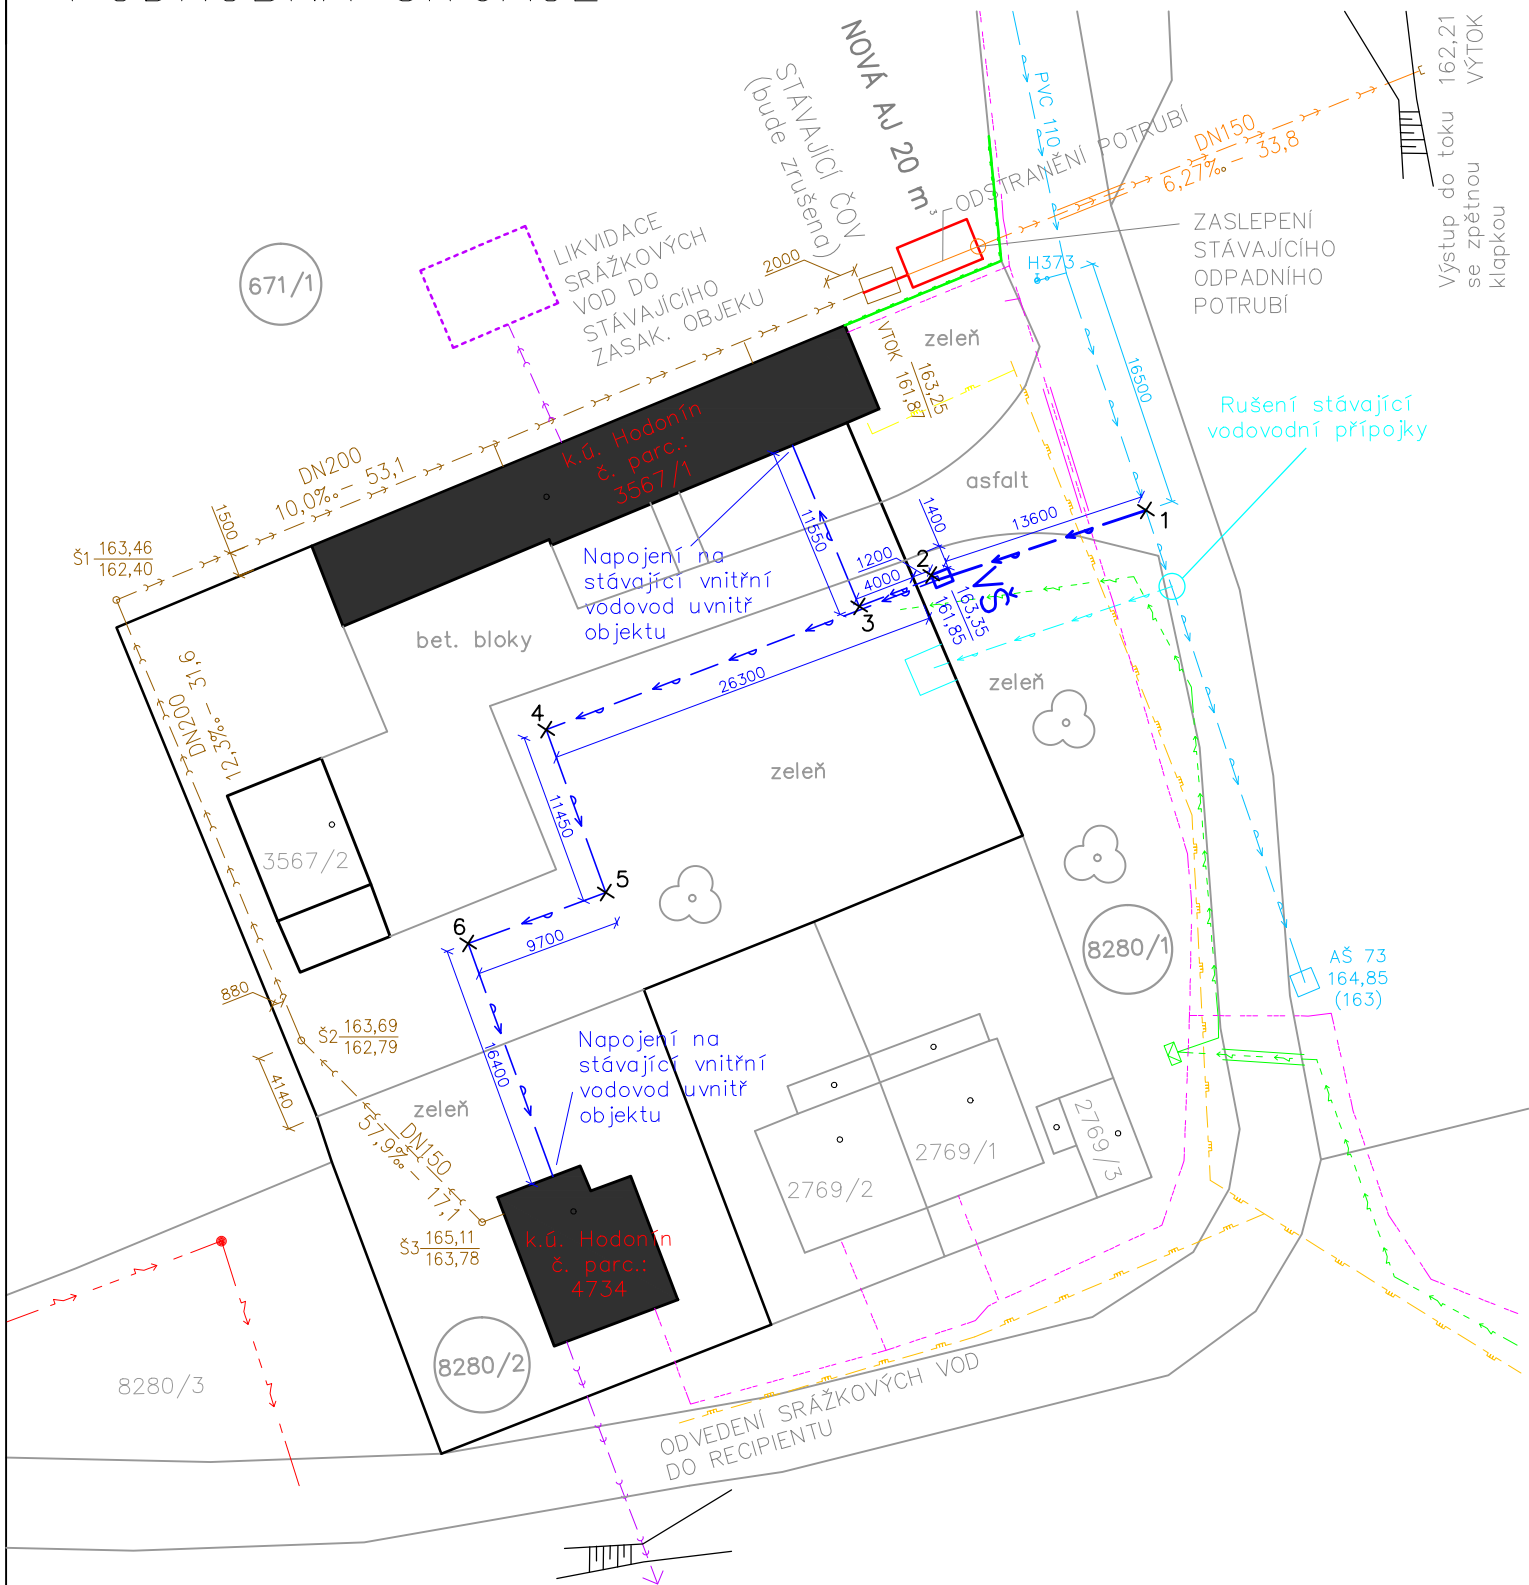 NOVÁ AJ 20 m³
STÁVAJÍCÍ ČOV
(bude zrušena)
PVC 110
ODSTRANĚNÍ POTRUBÍ
DN150
6,27‰ - 33,8
Výstup do toku 162,21
se zpětnou VÝTOK
klapkou
ZASLEPENÍ
STÁVAJÍCÍHO
ODPADNÍHO
POTRUBÍ
H373
671/1
LIKVIDACE
SRÁŽKOVÝCH
VOD DO
STÁVAJÍCÍHO
ZASAK. OBJEKU
2000
VTOK 163,25
161,87
zeleň
16500
Rušení stávající
vodovodní přípojky
k.ú. Hodonín
č. parc.:
3567/1
DN200
10,0‰ - 53,1
1500
Š1 163,46
162,40
asfalt
1400
13600
1
11550
1200
4000
2
3
VŠ
163,35
161,85
Napojení na
stávající vnitřní
vodovod uvnitř
objektu
bet. bloky
26300
zeleň
DN200
12,3‰ - 31,6
4
zeleň
11450
3567/2
5
6
9700
8280/1
AŠ 73
164,85
(163)
880
Š2 163,69
162,79
4140
16400
Napojení na
stávající vnitřní
vodovod uvnitř
objektu
zeleň
DN150
57,9‰ - 17,1
2769/3
2769/1
2769/2
Š3 165,11
163,78
k.ú. Hodonín
č. parc.:
4734
8280/2
8280/3
ODVEDENÍ SRÁŽKOVÝCH VOD
DO RECIPIENTU